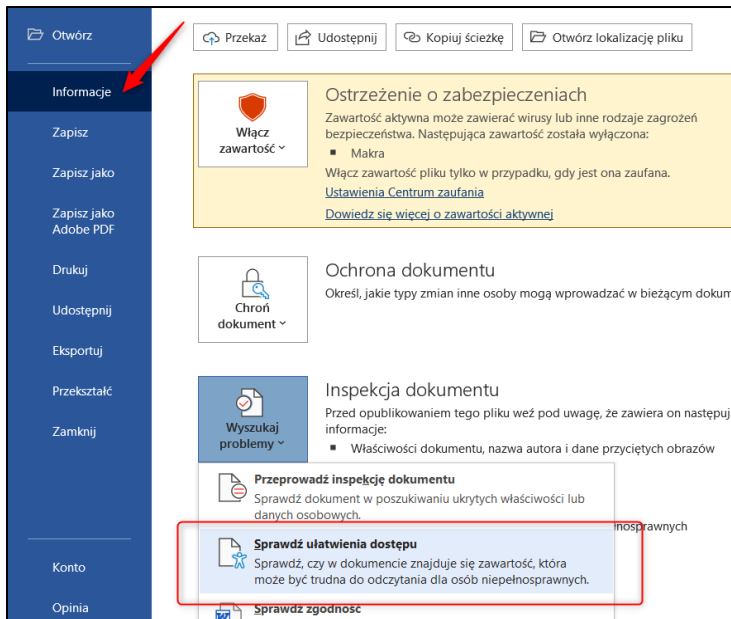 Otwórz
Informacje
Zapisz
Zapisz jako
Zapisz jako
Adobe PDF
Drukuj
Udostępnij
Eksportuj
Przekształć
Zamknij
Konto
Opinia
Przekaż
Udostępnij
Kopiuj ścieżkę
Otwórz lokalizację pliku
Włącz
zawartość
Ostrzeżenie o zabezpieczeniach
Zawartość aktywna może zawierać wirusy lub inne rodzaje zagrożeń
bezpieczeństwa. Następująca zawartość została wyłączona:
Makra
Włącz zawartość pliku tylko w przypadku, gdy jest ona zaufana.
Ustawienia Centrum zaufania
Dowiedz się więcej o zawartości aktywnej
Chroń
dokument
Ochrona dokumentu
Określ, jakie typy zmian inne osoby mogą wprowadzać w bieżącym dokum
Wyszukaj
problemy
Inspekcja dokumentu
Przed opublikowaniem tego pliku weź pod uwagę, że zawiera on następuj
informacje:
Właściwości dokumentu, nazwa autora i dane przyciętych obrazów
Przeprowadź inspekcję dokumentu
Sprawdź dokument w poszukiwaniu ukrytych właściwości lub
danych osobowych.
nosprawnych
Sprawdź ułatwienia dostępu
Sprawdź, czy w dokumencie znajduje się zawartość, która
może być trudna do odczytania dla osób niepełnosprawnych.
Sprawdź zgodność